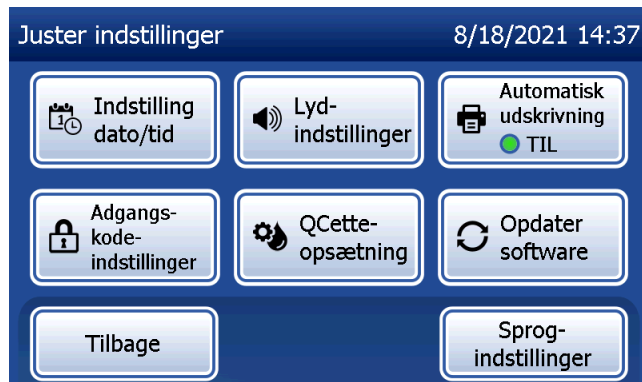 Juster indstillinger 8/18/2021 14:37
Indstilling
dato/tid
Lyd-
indstillinger
Automatisk
udskrivning
TIL
Adgangs-
kode-
indstillinger
QCette-
opsætning
Opdater
software
Tilbage
Sprog-
indstillinger